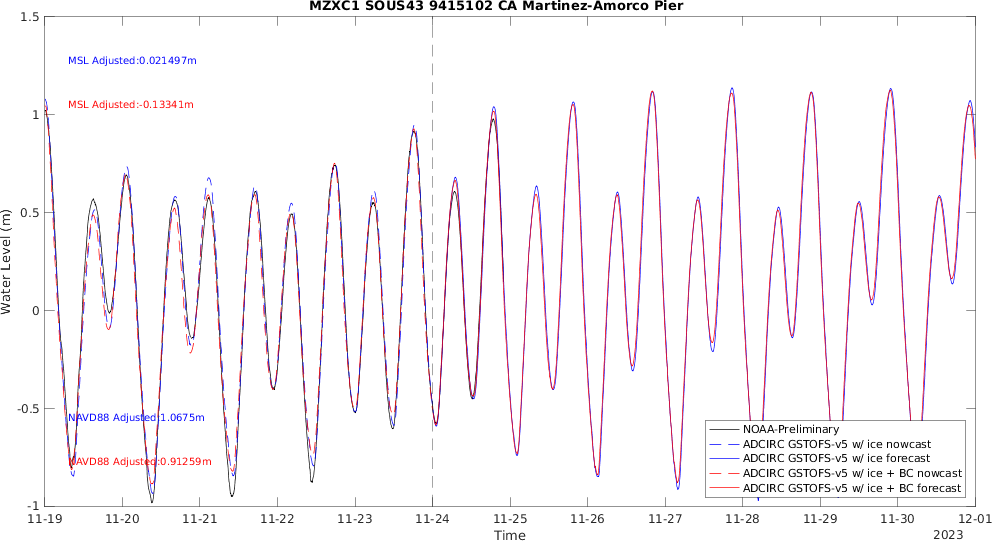 MZXC1 SOUS43 9415102 CA Martinez-Amorco Pier
1.5
1
0.5
0
-0.5
-1
Water Level (m)
MSL Adjusted:0.021497m
MSL Adjusted:-0.13341m
NAVD88 Adjusted:1.0675m
NAVD88 Adjusted:0.91259m
NOAA-Preliminary
ADCIRC GSTOFS-v5 w/ ice nowcast
ADCIRC GSTOFS-v5 w/ ice forecast
ADCIRC GSTOFS-v5 w/ ice + BC nowcast
ADCIRC GSTOFS-v5 w/ ice + BC forecast
11-19 11-20 11-21 11-22 11-23 11-24 11-25 11-26 11-27 11-28 11-29 11-30 12-01
Time
2023